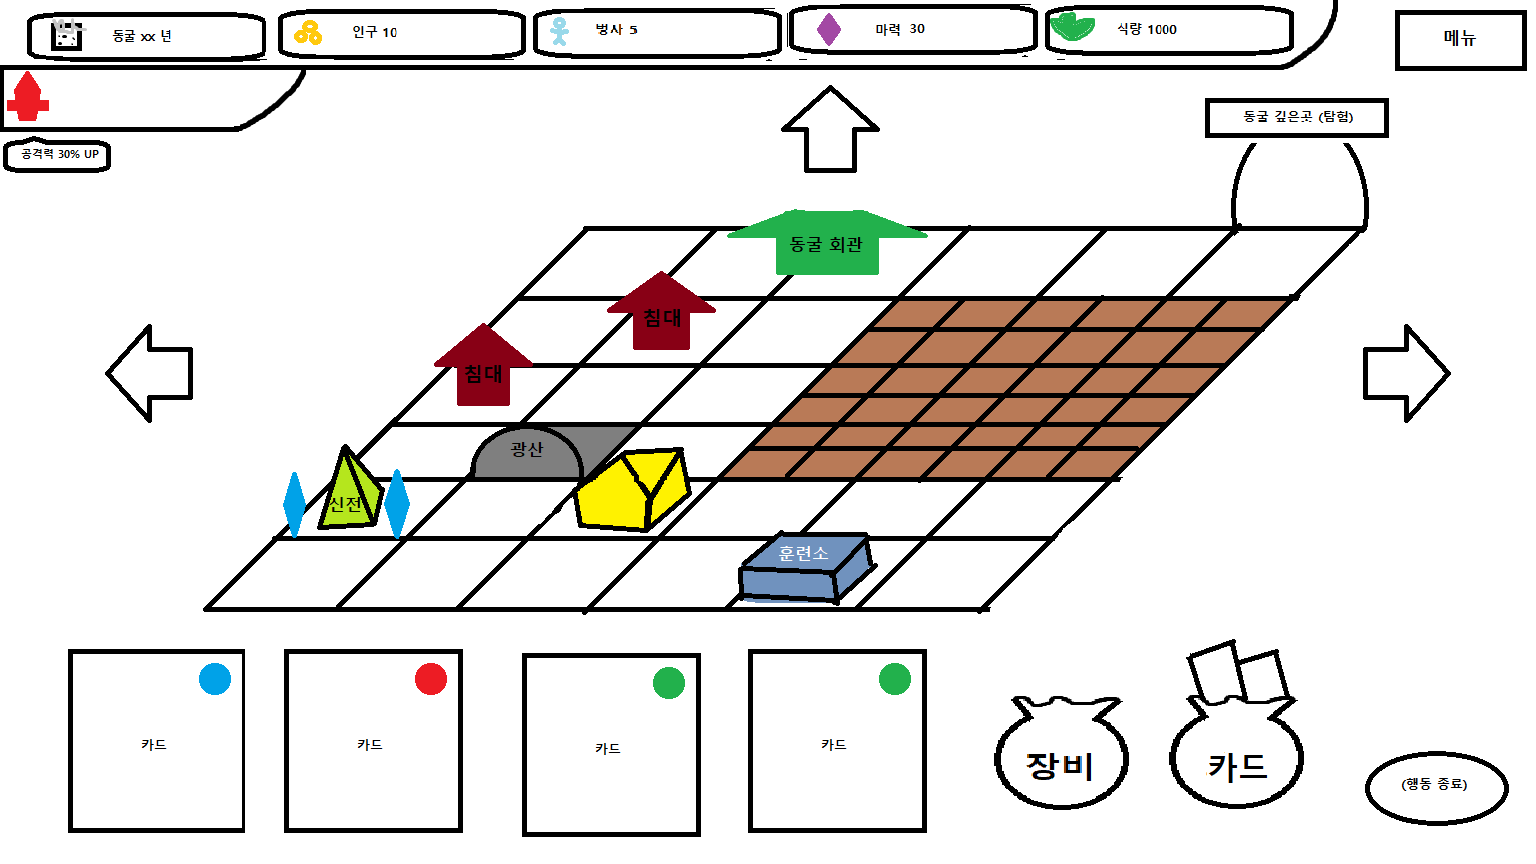 동굴 xx 년
인구 10
병사 5
마력 30
식량 1000
메뉴
공격력 30% UP
동굴 깊은곳 (탐험)
동굴 회관
침대
침대
광산
신전
훈련소
카드
카드
카드
카드
장비
카드
(행동 종료)